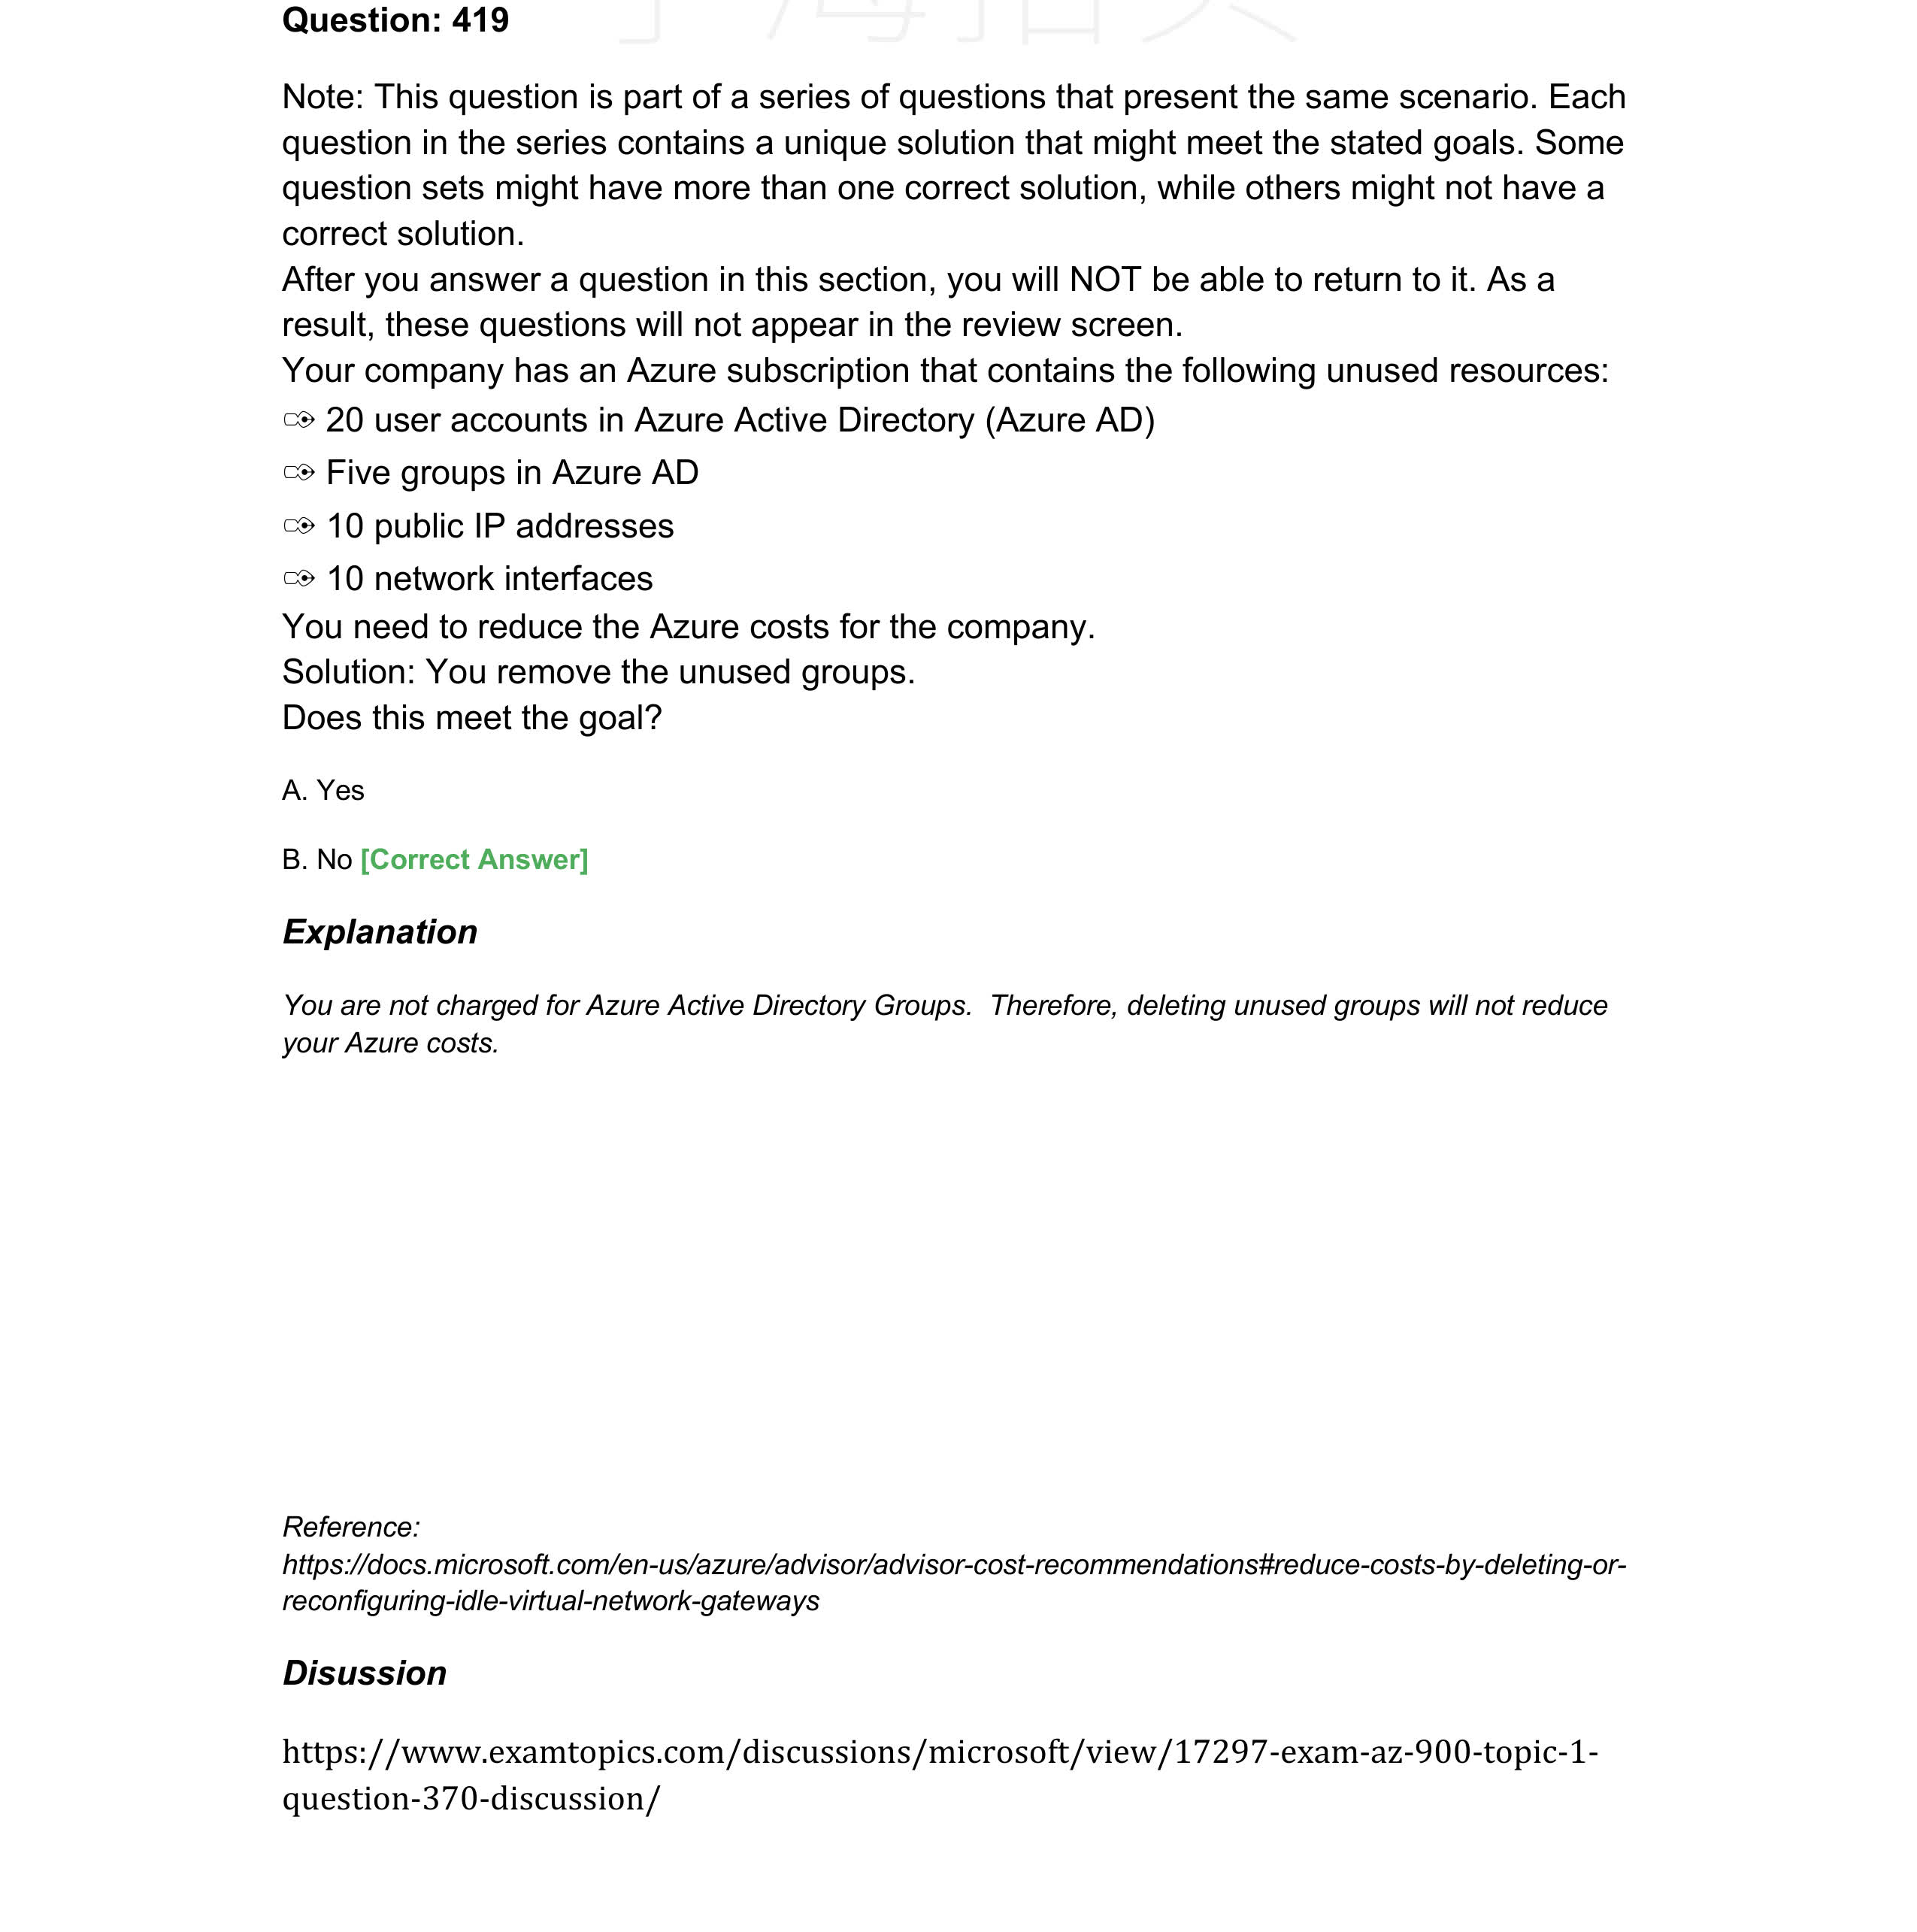 Question: 419
Note: This question is part of a series of questions that present the same scenario. Each
question in the series contains a unique solution that might meet the stated goals. Some
question sets might have more than one correct solution, while others might not have a
correct solution.
After you answer a question in this section, you will NOT be able to return to it. As a
result, these questions will not appear in the review screen.
Your company has an Azure subscription that contains the following unused resources:
20 user accounts in Azure Active Directory (Azure AD)
Five groups in Azure AD
10 public IP addresses
10 network interfaces
You need to reduce the Azure costs for the company.
Solution: You remove the unused groups.
Does this meet the goal?
A. Yes
B. No [Correct Answer]
Explanation
You are not charged for Azure Active Directory Groups.  Therefore, deleting unused groups will not reduce
your Azure costs.
Reference:
https://docs.microsoft.com/en-us/azure/advisor/advisor-cost-recommendations#reduce-costs-by-deleting-or-
reconfiguring-idle-virtual-network-gateways
Disussion
https://www.examtopics.com/discussions/microsoft/view/17297-exam-az-900-topic-1-
question-370-discussion/